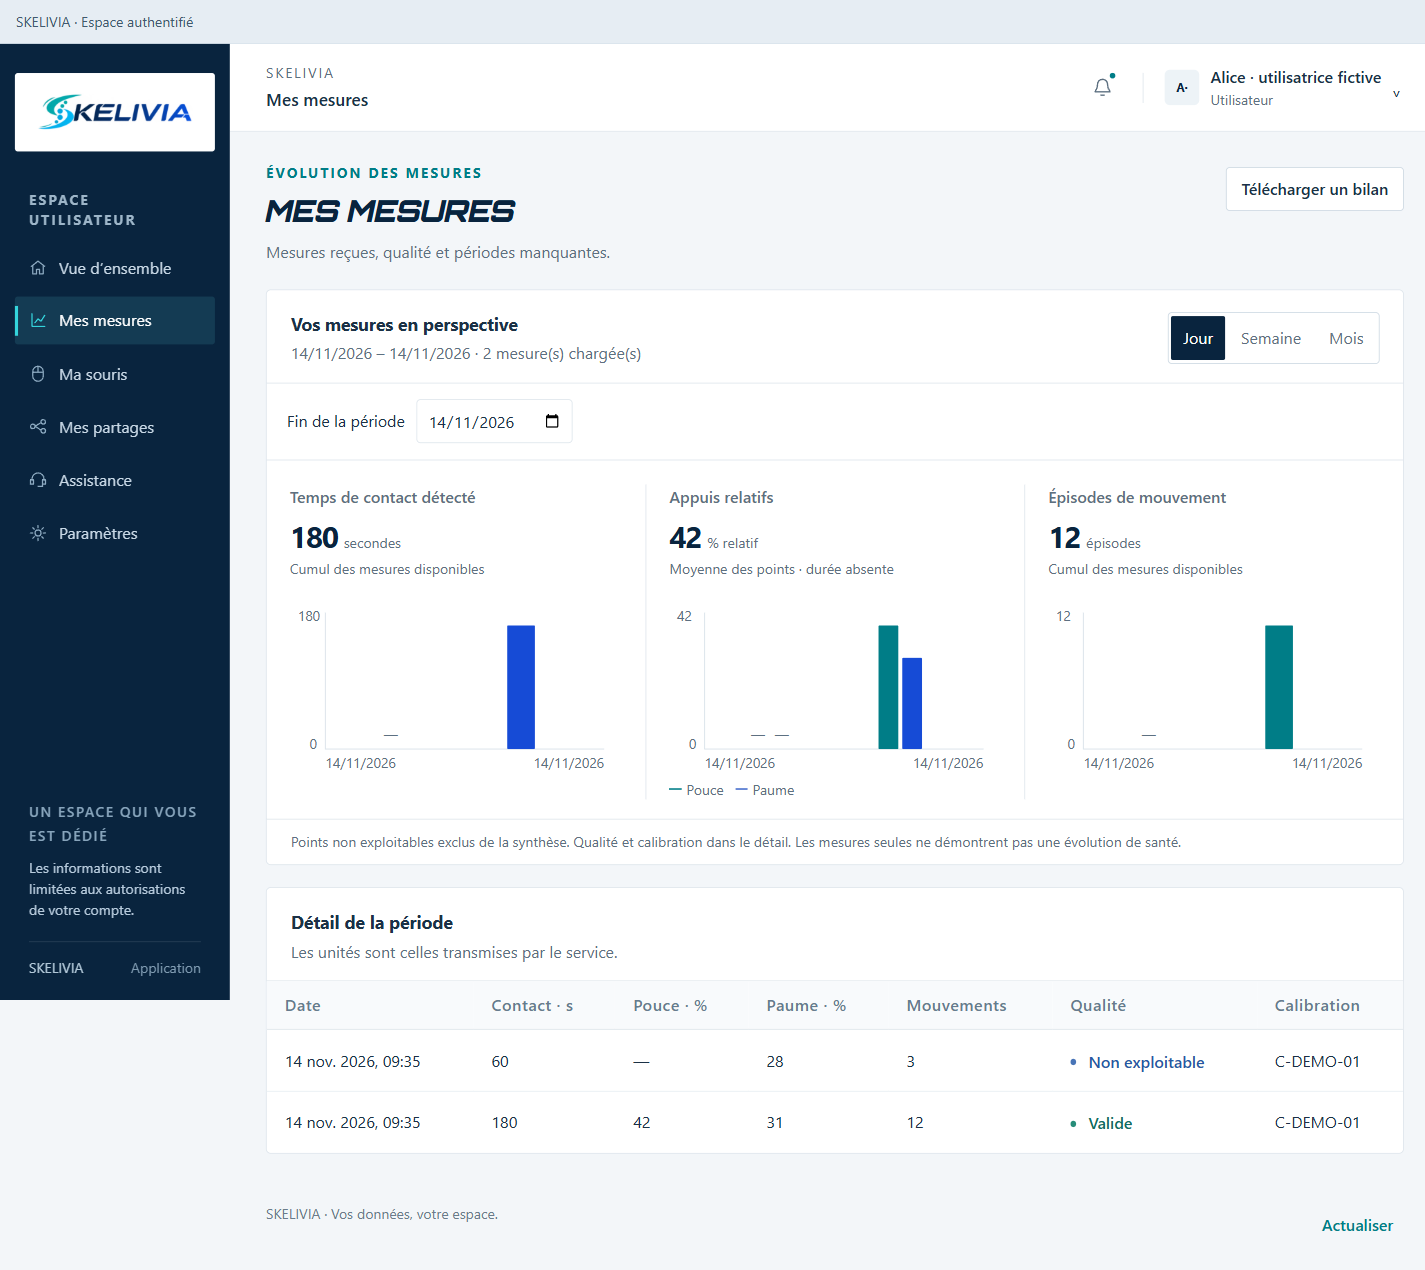 SKELIVIA · Espace authentifié
SKELIVIA
ESPACE
UTILISATEUR
Vue d'ensemble
Mes mesures
Ma souris
Mes partages
Assistance
Paramètres
UN ESPACE QUI VOUS
EST DÉDIÉ
Les informations sont
limitées aux autorisations
de votre compte.
SKELIVIA Application
SKELIVIA
Mes mesures
A·
Alice · utilisatrice fictive
Utilisateur
v
ÉVOLUTION DES MESURES
MES MESURES
Mesures reçues, qualité et périodes manquantes.
Télécharger un bilan
Vos mesures en perspective
14/11/2026 – 14/11/2026 · 2 mesure(s) chargée(s)
Jour Semaine Mois
Fin de la période 14/11/2026
Temps de contact détecté
180 secondes
Cumul des mesures disponibles
180
—
0
14/11/2026 14/11/2026
Appuis relatifs
42 % relatif
Moyenne des points · durée absente
42
— —
0
14/11/2026 14/11/2026
Pouce Paume
Épisodes de mouvement
12 épisodes
Cumul des mesures disponibles
12
—
0
14/11/2026 14/11/2026
Points non exploitables exclus de la synthèse. Qualité et calibration dans le détail. Les mesures seules ne démontrent pas une évolution de santé.
Détail de la période
Les unités sont celles transmises par le service.
Date Contact · s Pouce · % Paume · % Mouvements Qualité Calibration
14 nov. 2026, 09:35 60 — 28 3 • Non exploitable C-DEMO-01
14 nov. 2026, 09:35 180 42 31 12 • Valide C-DEMO-01
SKELIVIA · Vos données, votre espace.
Actualiser